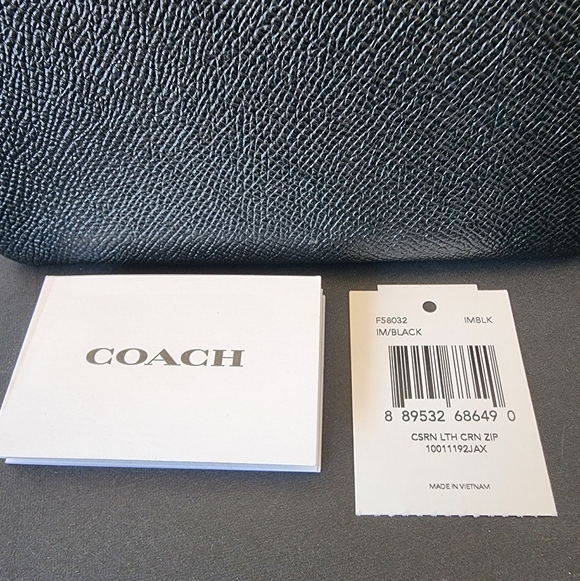 COACH
F58032 IMBLK
IM/BLACK
8 89532 68649 0
CSRN LTH CRN ZIP
10011192JAX
MADE IN VIETNAM